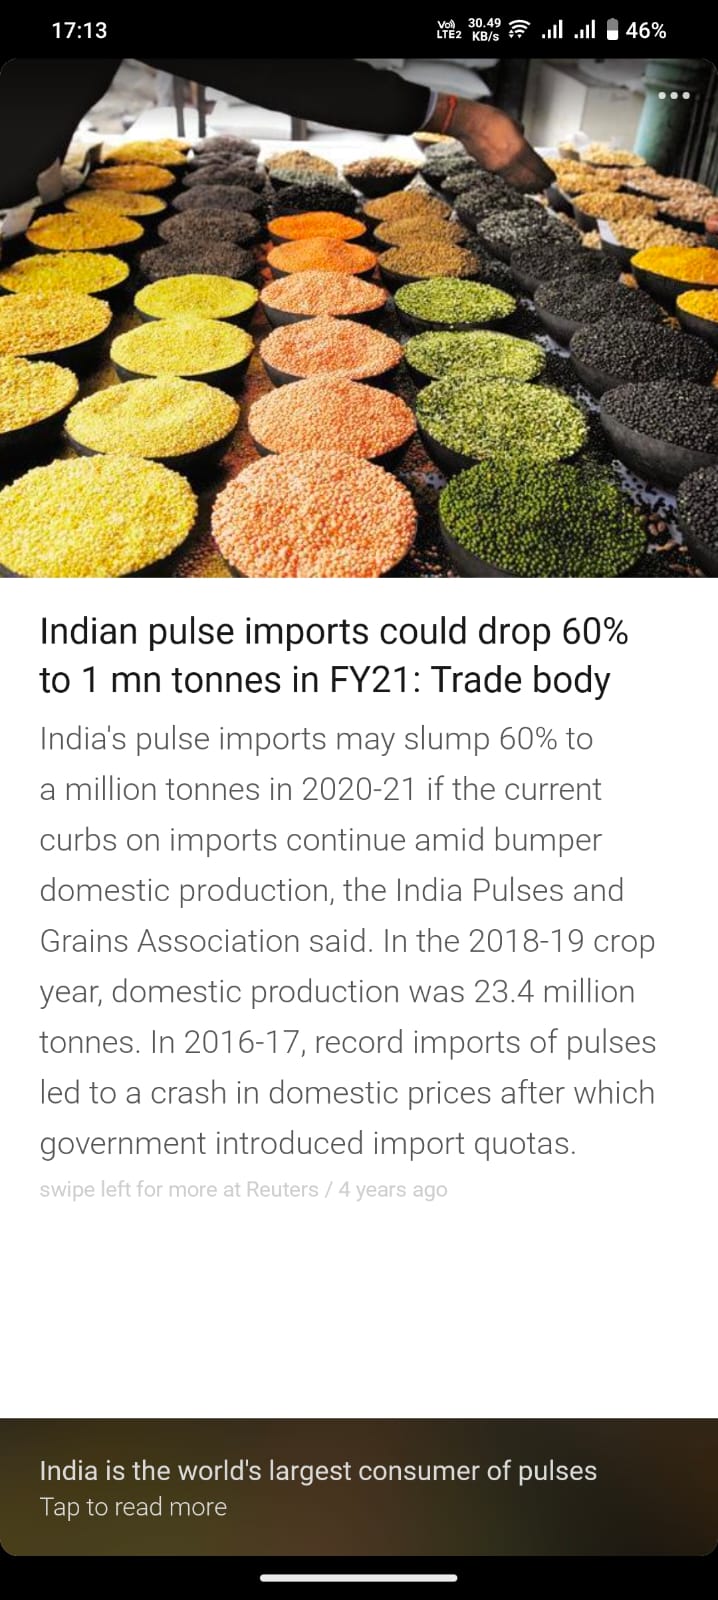 17:13
Vo)) LTE2 30.49 KB/s 46%
Indian pulse imports could drop 60%
to 1 mn tonnes in FY21: Trade body
India's pulse imports may slump 60% to
a million tonnes in 2020-21 if the current
curbs on imports continue amid bumper
domestic production, the India Pulses and
Grains Association said. In the 2018-19 crop
year, domestic production was 23.4 million
tonnes. In 2016-17, record imports of pulses
led to a crash in domestic prices after which
government introduced import quotas.
swipe left for more at Reuters / 4 years ago
India is the world's largest consumer of pulses
Tap to read more